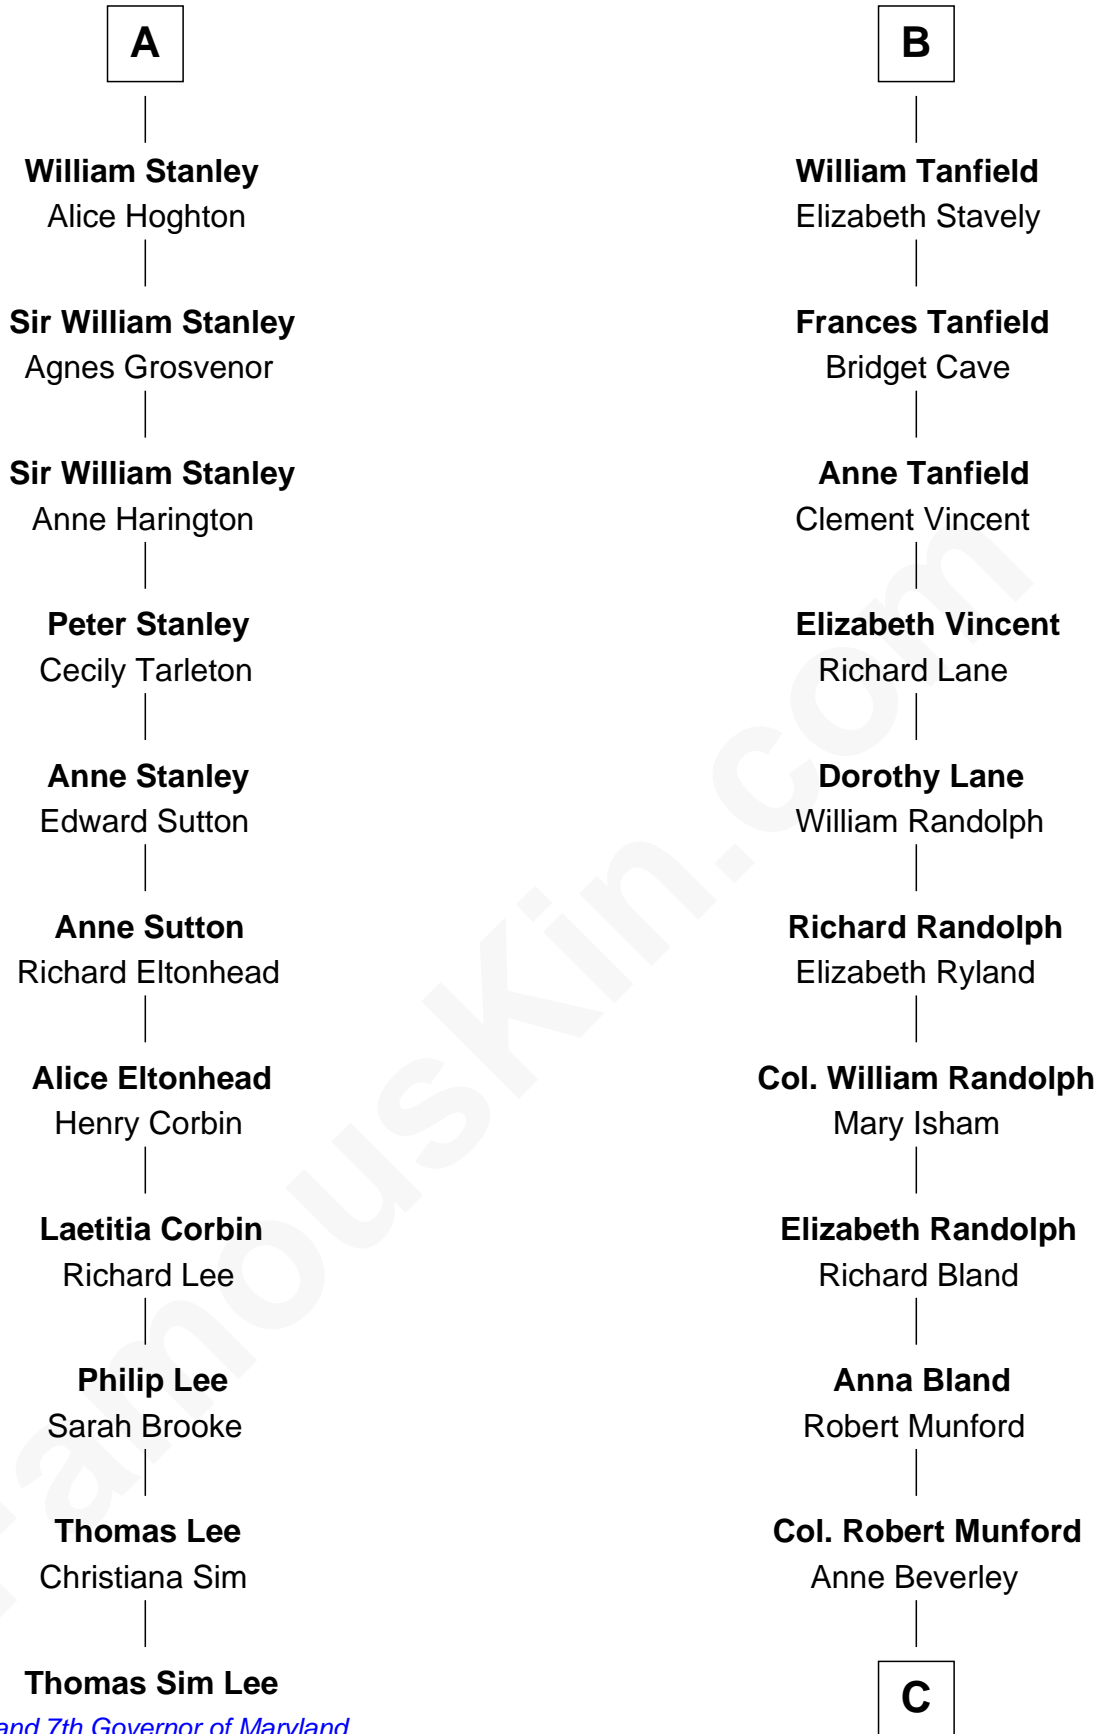 A
William Stanley
Alice Hoghton
Sir William Stanley
Agnes Grosvenor
Sir William Stanley
Anne Harington
Peter Stanley
Cecily Tarleton
Anne Stanley
Edward Sutton
Anne Sutton
Richard Eltonhead
Alice Eltonhead
Henry Corbin
Laetitia Corbin
Richard Lee
Philip Lee
Sarah Brooke
Thomas Lee
Christiana Sim
Thomas Sim Lee
and 7th Governor of Maryland
B
William Tanfield
Elizabeth Stavely
Frances Tanfield
Bridget Cave
Anne Tanfield
Clement Vincent
Elizabeth Vincent
Richard Lane
Dorothy Lane
William Randolph
Richard Randolph
Elizabeth Ryland
Col. William Randolph
Mary Isham
Elizabeth Randolph
Richard Bland
Anna Bland
Robert Munford
Col. Robert Munford
Anne Beverley
C
FamousKin.com